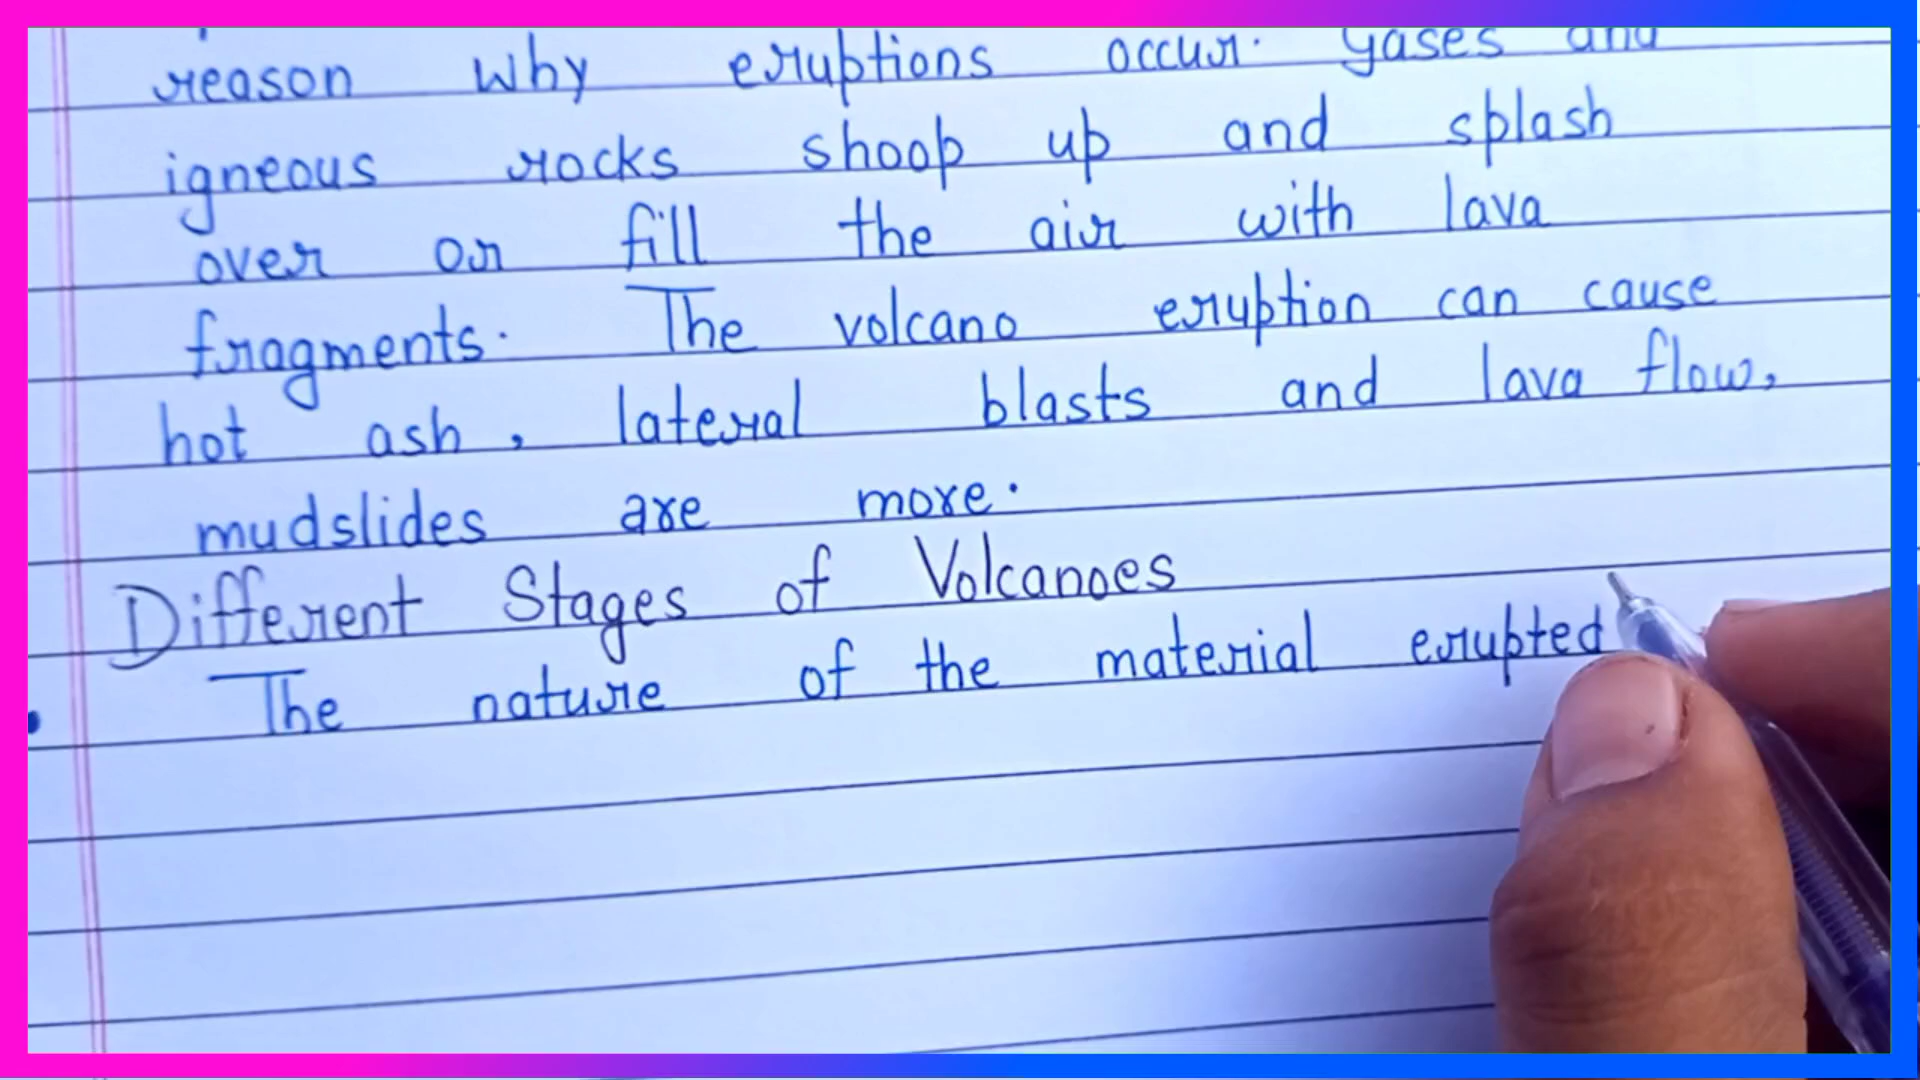 reason why eruptions occur. gases and
igneous rocks shoop up and splash
over or fill the air with lava
fragments. The volcano eruption can cause
hot ash, lateral blasts and lava flow,
mudslides are more.
Different Stages of Volcanoes
The nature of the material erupted